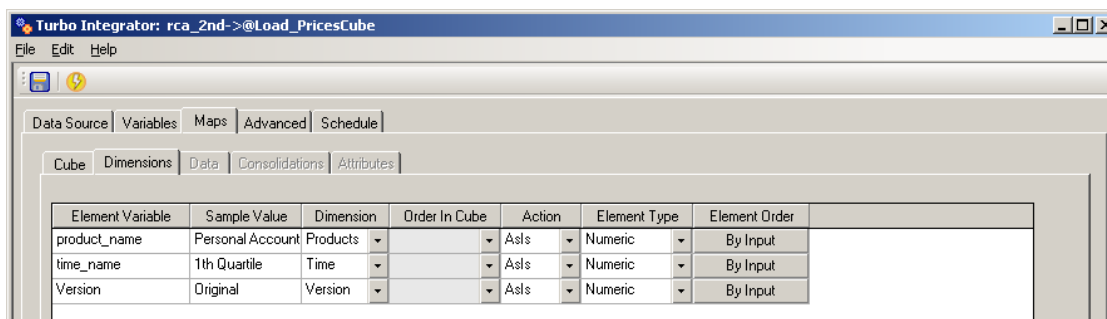 Turbo Integrator: rca_2nd->@Load_PricesCube
File Edit Help
Data Source Variables Maps Advanced Schedule
Cube Dimensions Data Consolidations Attributes
Element Variable Sample Value Dimension Order In Cube Action Element Type Element Order
product_name Personal Account Products AsIs Numeric By Input
time_name 1th Quartile Time AsIs Numeric By Input
Version Original Version AsIs Numeric By Input